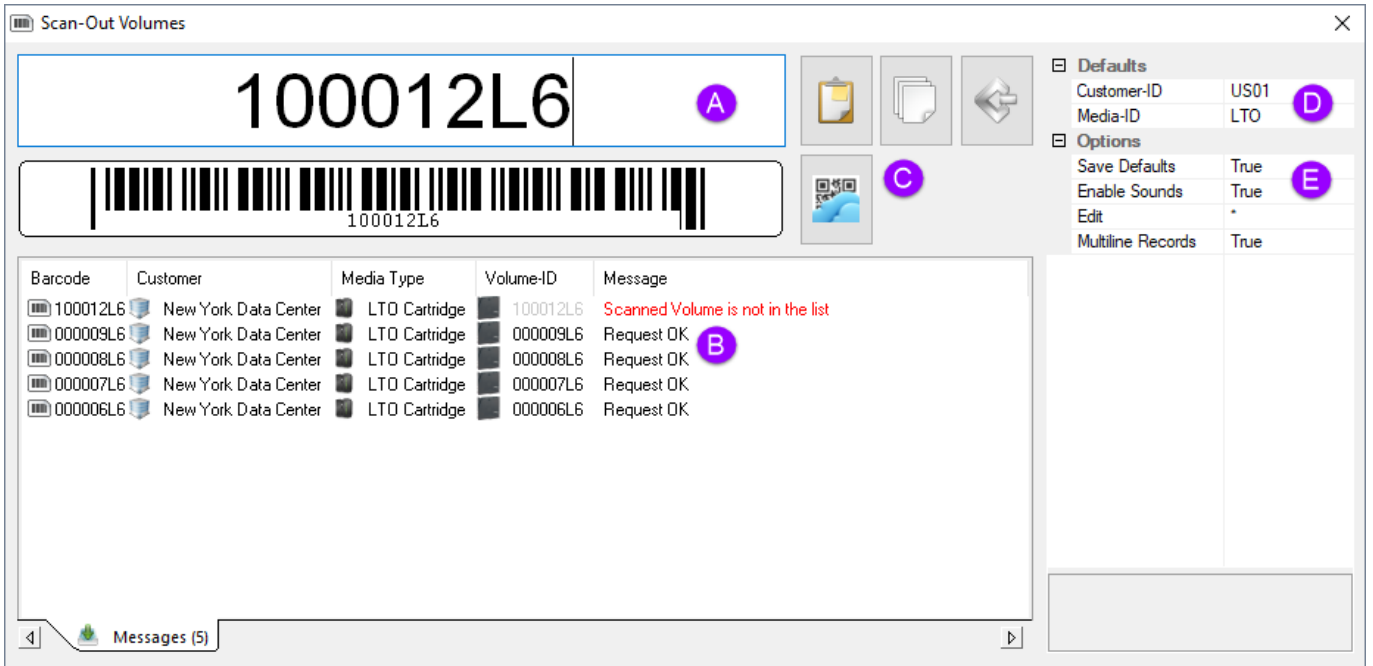 Scan-Out Volumes
100012L6 A
100012L6
C
Defaults
Customer-ID US01
Media-ID LTO
D
Options
Save Defaults True
Enable Sounds True
E
Edit *
Multiline Records True
Barcode Customer Media Type Volume-ID Message
100012L6 New York Data Center LTO Cartridge 100012L6 Scanned Volume is not in the list
000009L6 New York Data Center LTO Cartridge 000009L6 Request OK
B
000008L6 New York Data Center LTO Cartridge 000008L6 Request OK
000007L6 New York Data Center LTO Cartridge 000007L6 Request OK
000006L6 New York Data Center LTO Cartridge 000006L6 Request OK
Messages (5)